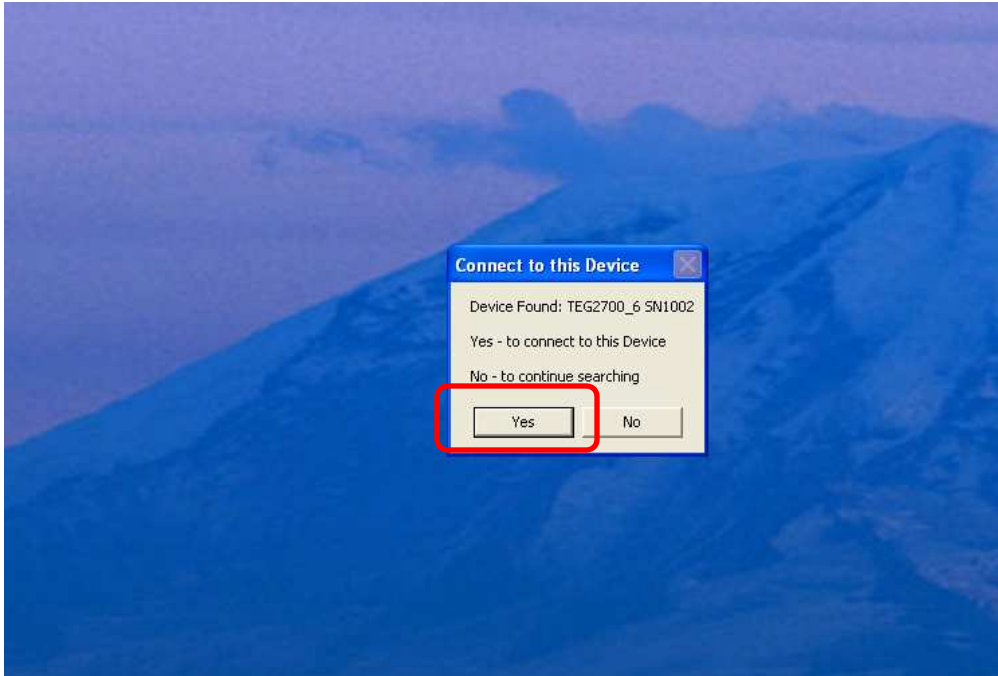 Connect to this Device
Device Found: TEG2700_6 SN1002
Yes - to connect to this Device
No - to continue searching
Yes No